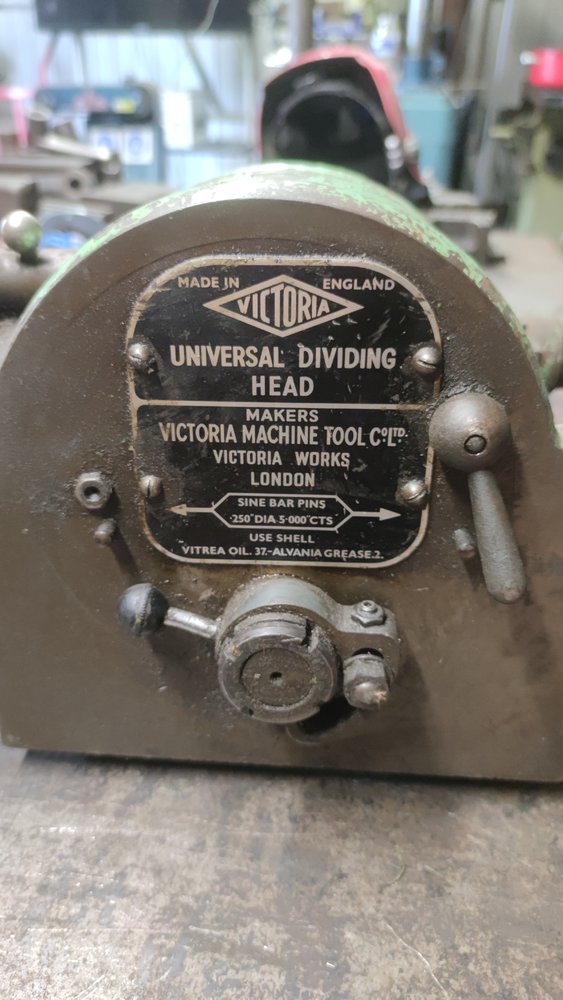 MADE IN ENGLAND
VICTORIA
UNIVERSAL DIVIDING
HEAD
MAKERS
VICTORIA MACHINE TOOL Cº LTD.
VICTORIA WORKS
LONDON
SINE BAR PINS
·250" DIA 5·000" CTS
USE SHELL
VITREA OIL. 37.-ALVANIA GREASE.2.